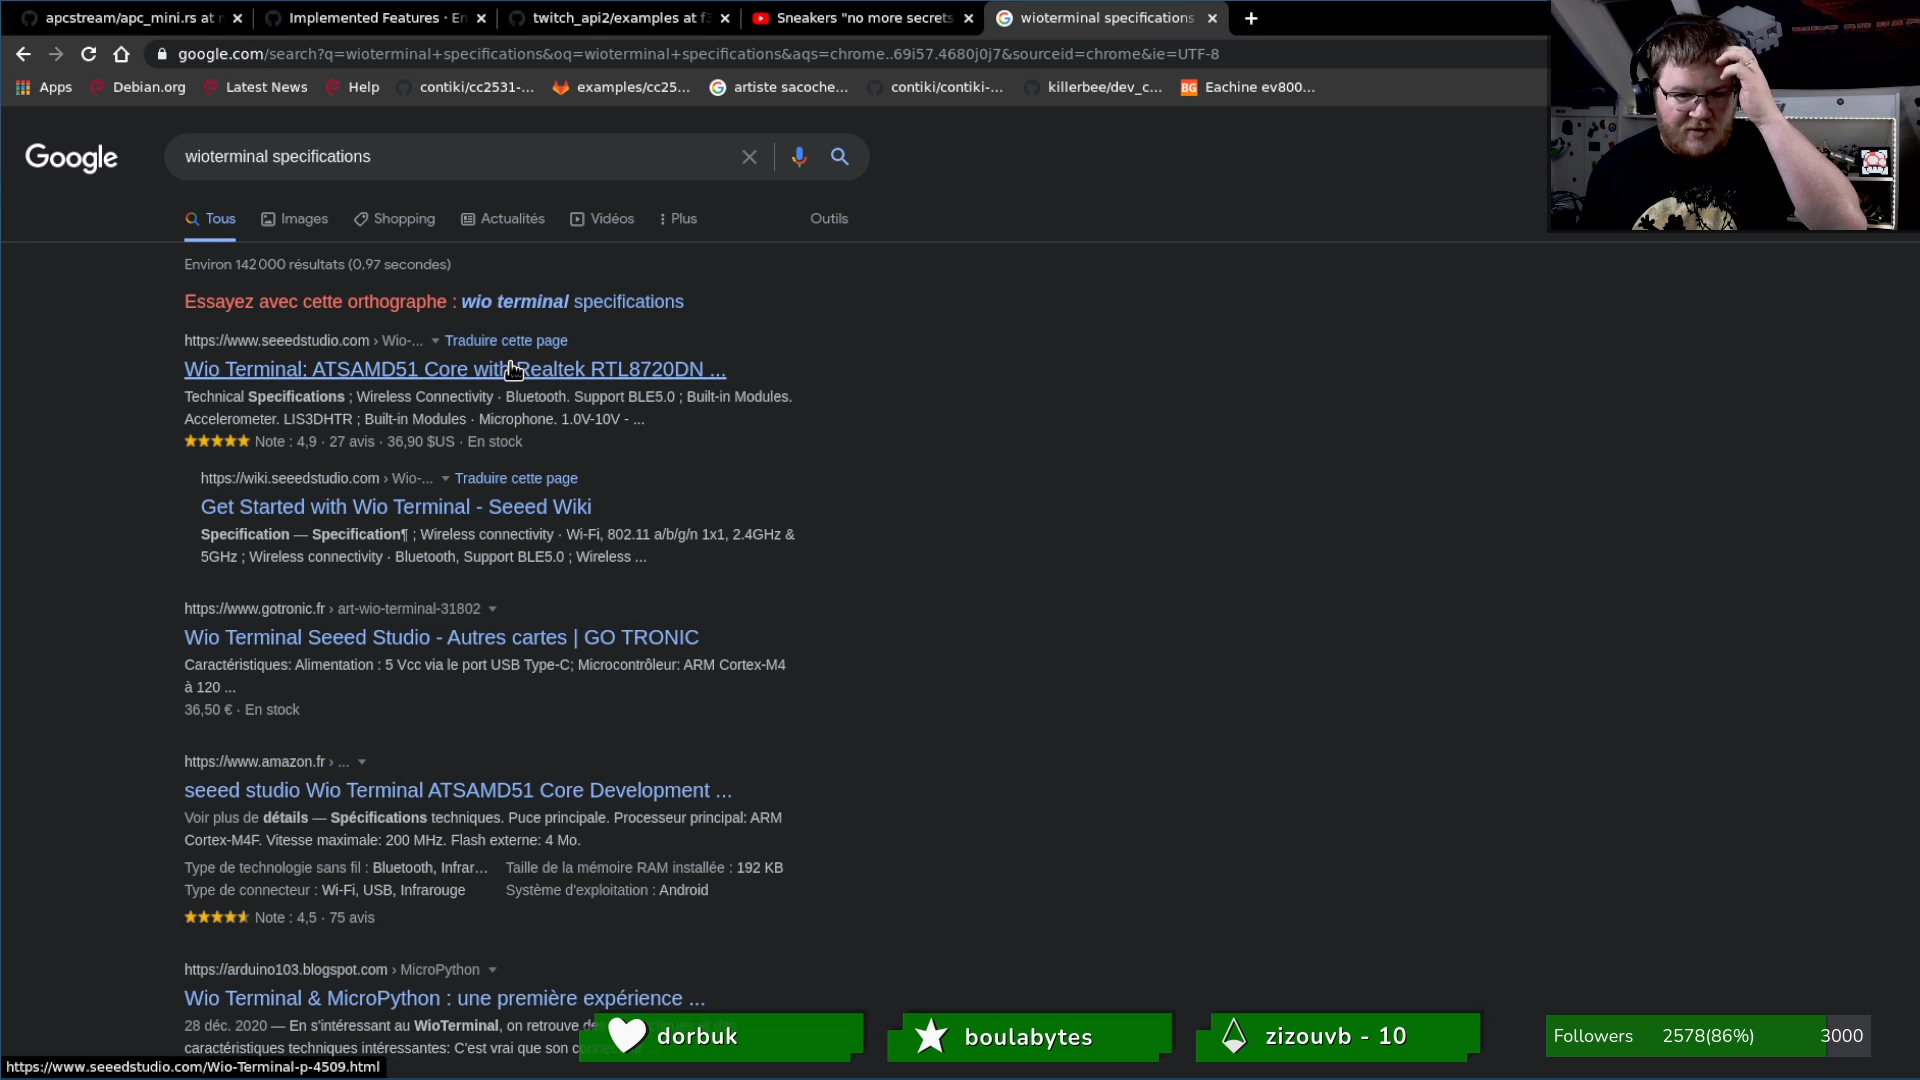 apcstream/apc_mini.rs at r
Implemented Features · En
twitch_api2/examples at f3
Sneakers "no more secrets
wioterminal specifications
google.com/search?q=wioterminal+specifications&oq=wioterminal+specifications&aqs=chrome..69i57.4680j0j7&sourceid=chrome&ie=UTF-8
Apps
Debian.org
Latest News
Help
contiki/cc2531-...
examples/cc25...
artiste sacoche...
contiki/contiki-...
killerbee/dev_c...
BG
Eachine ev800...
Google
wioterminal specifications
Tous
Images
Shopping
Actualités
Vidéos
Plus
Outils
Environ 142 000 résultats (0,97 secondes)
Essayez avec cette orthographe : wio terminal specifications
https://www.seeedstudio.com › Wio-... Traduire cette page
Wio Terminal: ATSAMD51 Core with Realtek RTL8720DN ...
Technical Specifications ; Wireless Connectivity · Bluetooth. Support BLE5.0 ; Built-in Modules.
Accelerometer. LIS3DHTR ; Built-in Modules · Microphone. 1.0V-10V - ...
Note : 4,9 · 27 avis · 36,90 $US · En stock
https://wiki.seeedstudio.com › Wio-... Traduire cette page
Get Started with Wio Terminal - Seeed Wiki
Specification — Specification¶ ; Wireless connectivity · Wi-Fi, 802.11 a/b/g/n 1x1, 2.4GHz &
5GHz ; Wireless connectivity · Bluetooth, Support BLE5.0 ; Wireless ...
https://www.gotronic.fr › art-wio-terminal-31802
Wio Terminal Seeed Studio - Autres cartes | GO TRONIC
Caractéristiques: Alimentation : 5 Vcc via le port USB Type-C; Microcontrôleur: ARM Cortex-M4
à 120 ...
36,50 € · En stock
https://www.amazon.fr › ...
seeed studio Wio Terminal ATSAMD51 Core Development ...
Voir plus de détails — Spécifications techniques. Puce principale. Processeur principal: ARM
Cortex-M4F. Vitesse maximale: 200 MHz. Flash externe: 4 Mo.
Type de technologie sans fil : Bluetooth, Infrar... Taille de la mémoire RAM installée : 192 KB
Type de connecteur : Wi-Fi, USB, Infrarouge Système d'exploitation : Android
Note : 4,5 · 75 avis
https://arduino103.blogspot.com › MicroPython
Wio Terminal & MicroPython : une première expérience ...
28 déc. 2020 — En s'intéressant au WioTerminal, on retrouve
caractéristiques techniques intéressantes: C'est vrai que son
https://www.seeedstudio.com/Wio-Terminal-p-4509.html
dorbuk
boulabytes
zizouvb - 10
Followers 2578(86%) 3000